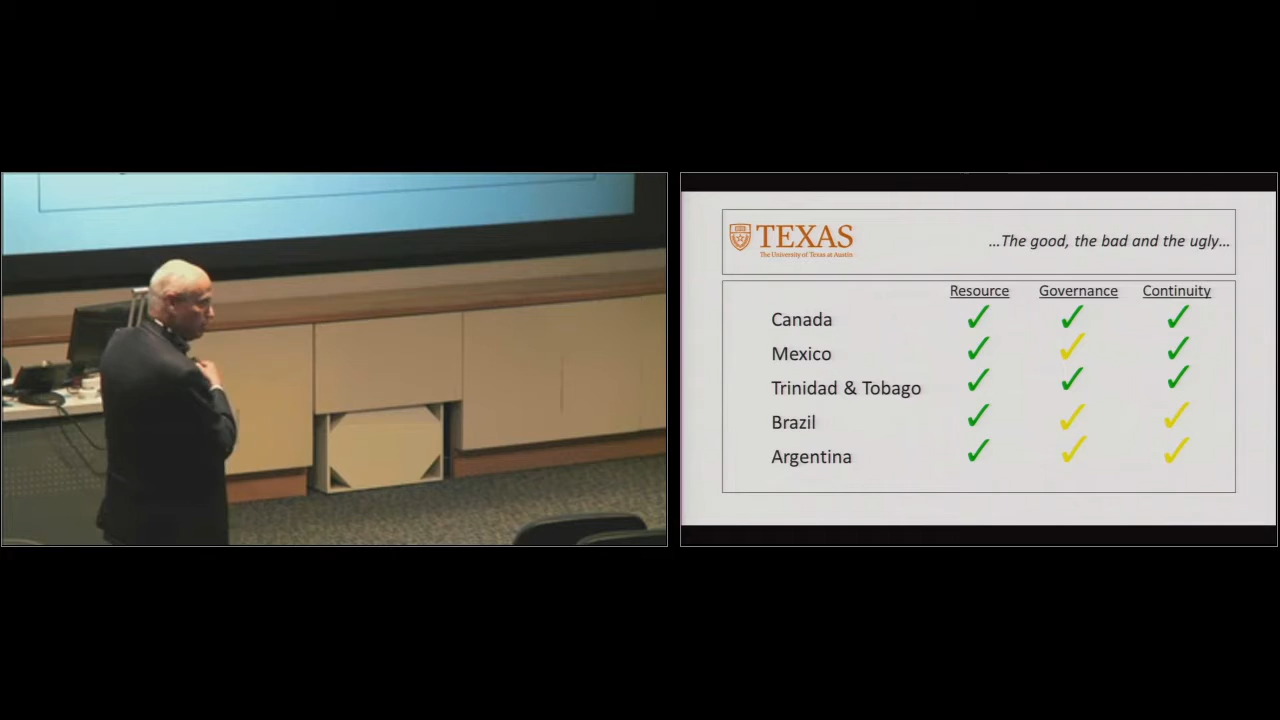 TEXAS
The University of Texas at Austin
...The good, the bad and the ugly...
Resource Governance Continuity
Canada ✓ ✓ ✓
Mexico ✓ ✓ ✓
Trinidad & Tobago ✓ ✓ ✓
Brazil ✓ ✓ ✓
Argentina ✓ ✓ ✓